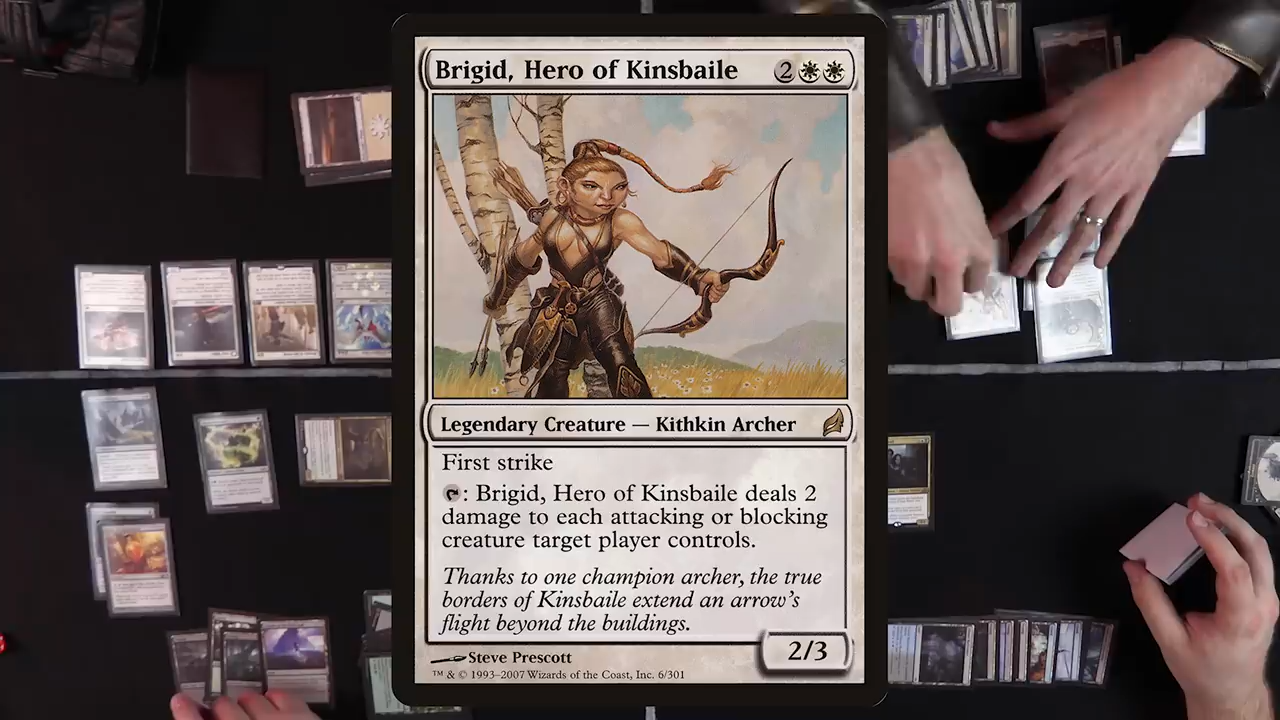 Brigid, Hero of Kinsbaile 2
Legendary Creature — Kithkin Archer
First strike
: Brigid, Hero of Kinsbaile deals 2
damage to each attacking or blocking
creature target player controls.
Thanks to one champion archer, the true
borders of Kinsbaile extend an arrow's
flight beyond the buildings.
2/3
Steve Prescott
™ & © 1993–2007 Wizards of the Coast, Inc. 6/301